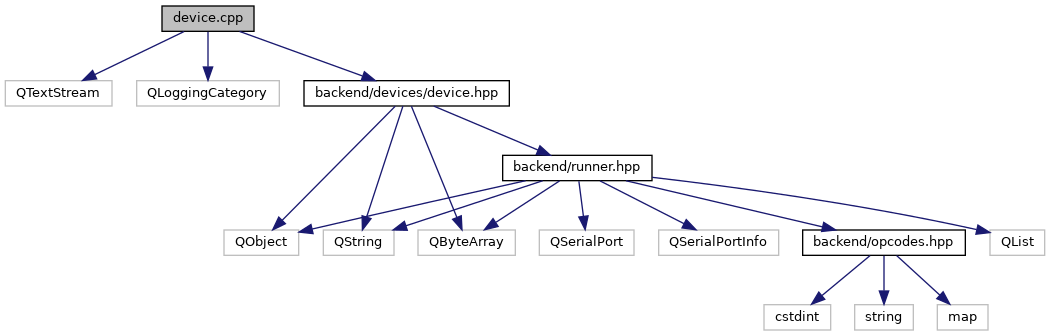 device.cpp
QTextStream
QLoggingCategory
backend/devices/device.hpp
backend/runner.hpp
QObject
QString
QByteArray
QSerialPort
QSerialPortInfo
backend/opcodes.hpp
QList
cstdint
string
map